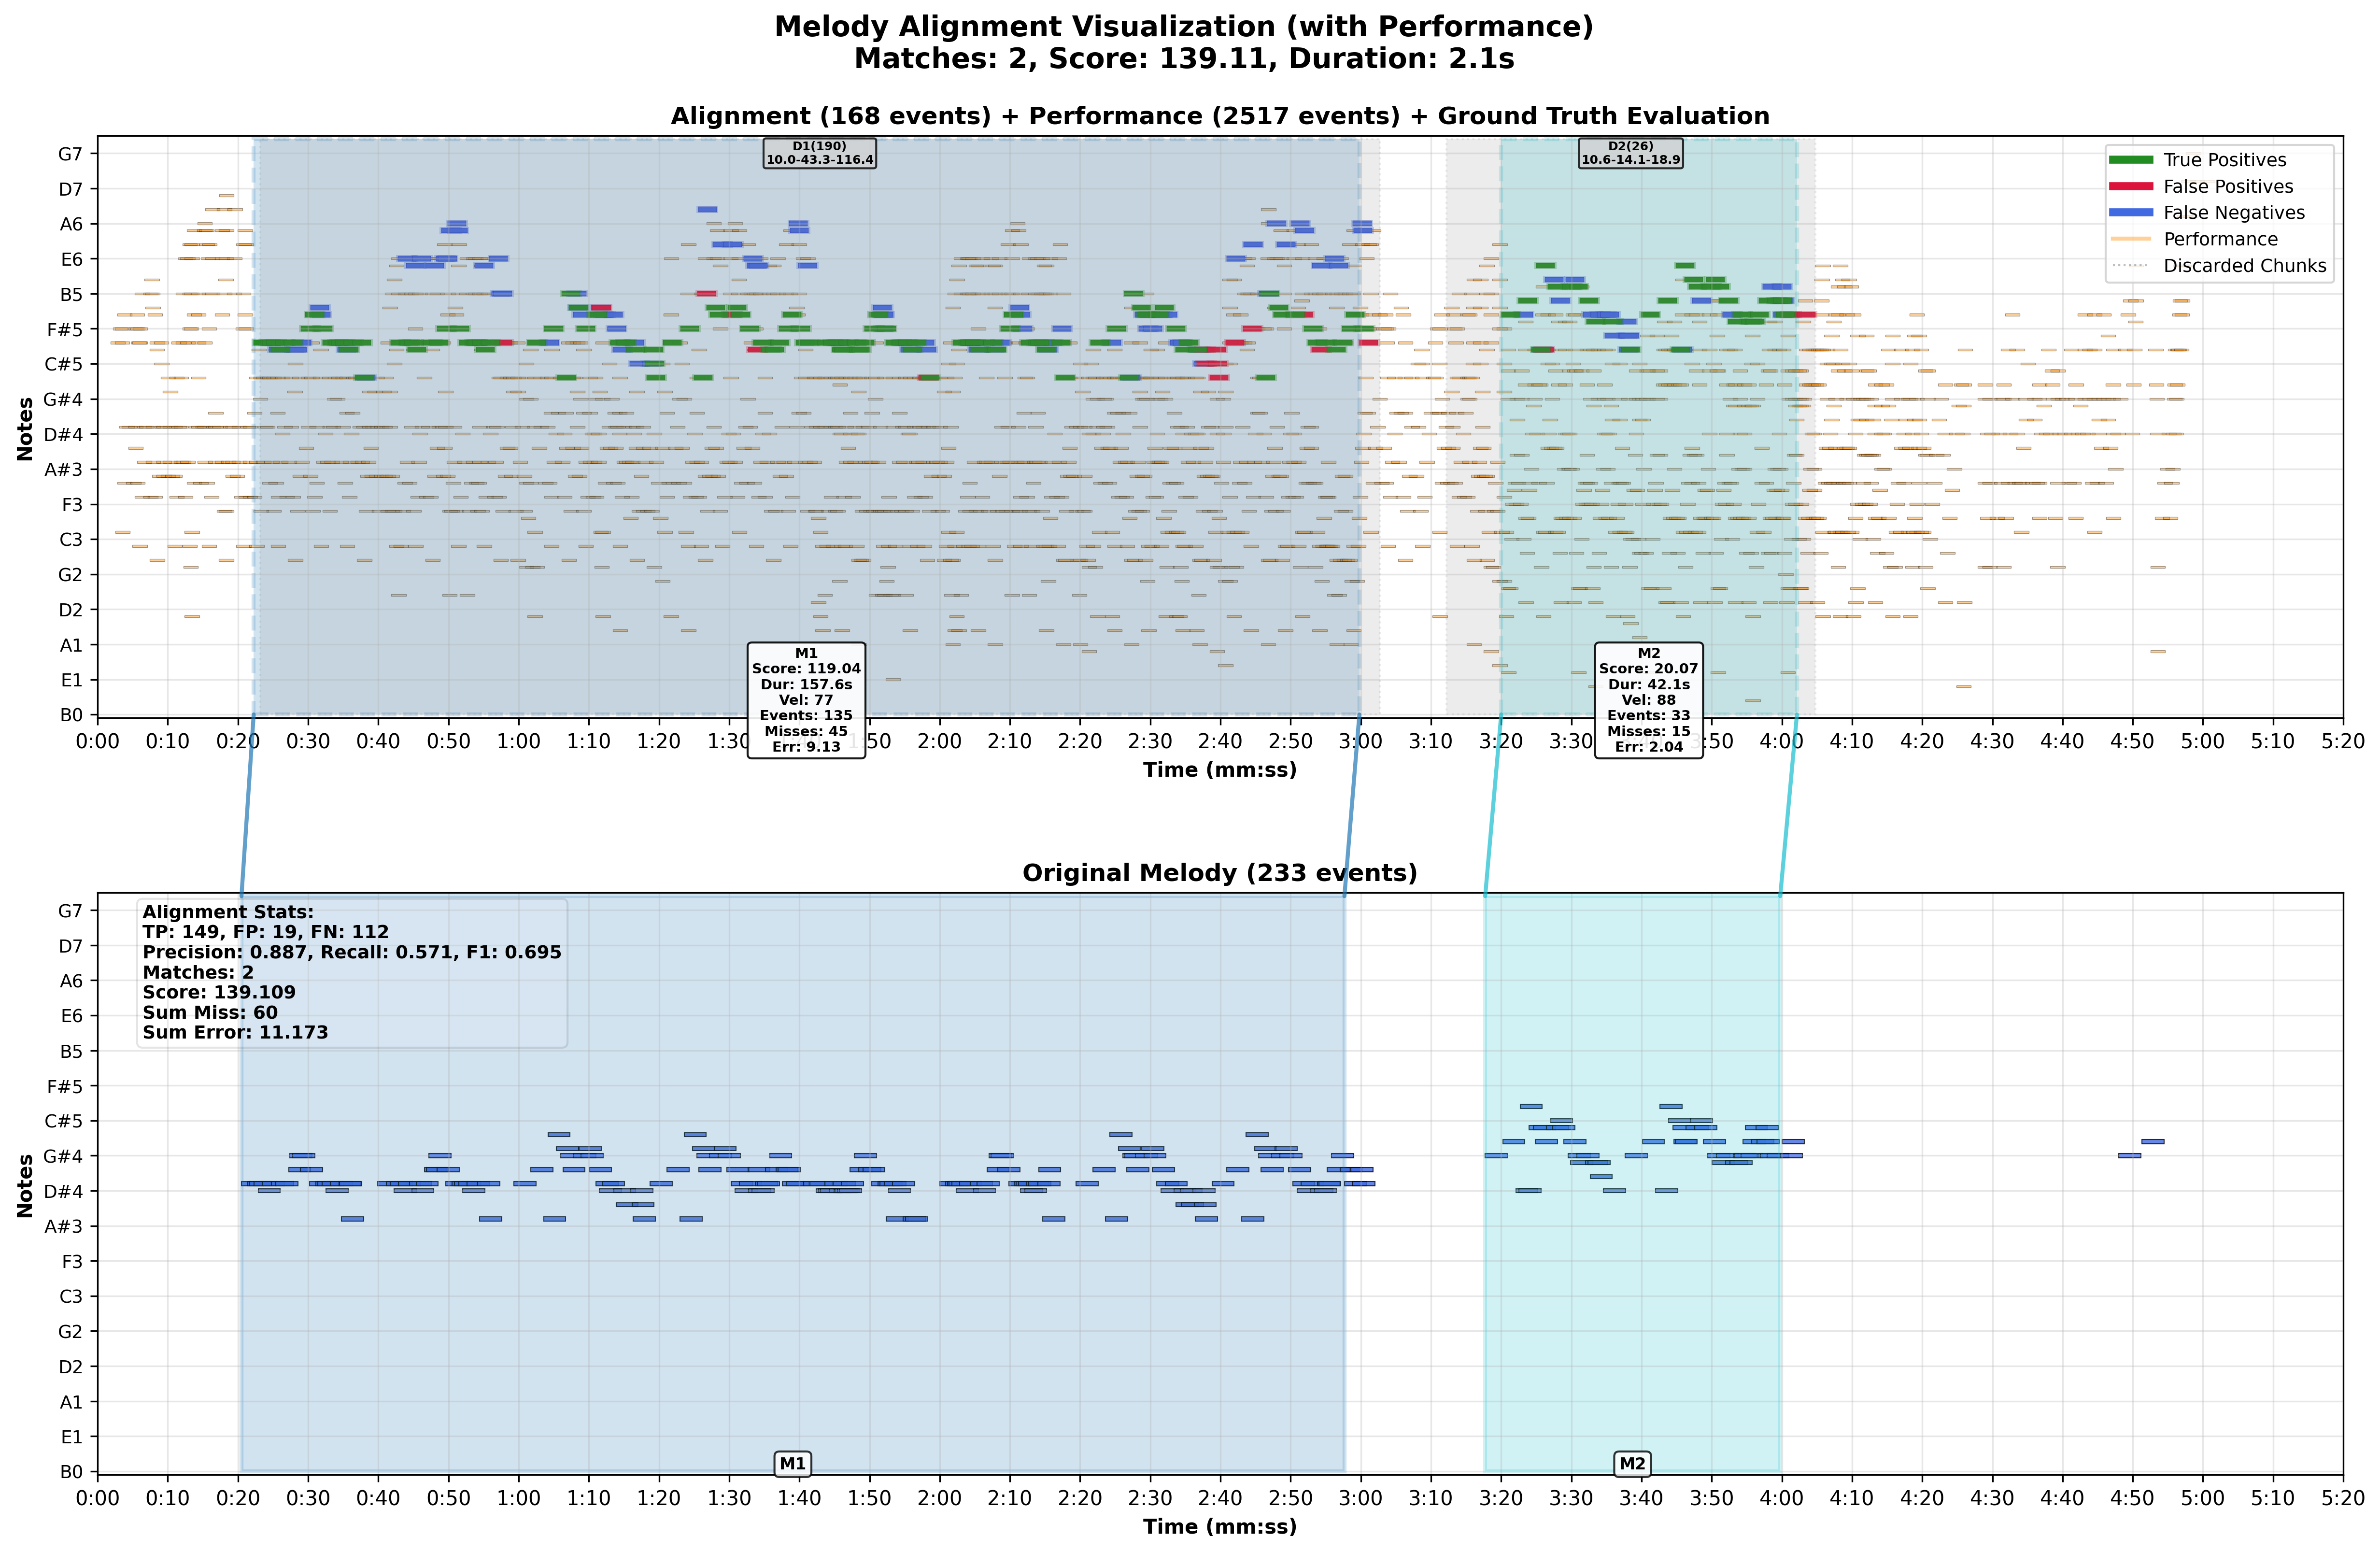 Melody Alignment Visualization (with Performance)
Matches: 2, Score: 139.11, Duration: 2.1s
Alignment (168 events) + Performance (2517 events) + Ground Truth Evaluation
Notes
G7
D7
A6
E6
B5
F#5
C#5
G#4
D#4
A#3
F3
C3
G2
D2
A1
E1
B0
D1(190)
10.0-43.3-116.4
D2(26)
10.6-14.1-18.9
True Positives
False Positives
False Negatives
Performance
Discarded Chunks
M1
Score: 119.04
Dur: 157.6s
Vel: 77
Events: 135
Misses: 45
Err: 9.13
M2
Score: 20.07
Dur: 42.1s
Vel: 88
Events: 33
Misses: 15
Err: 2.04
0:00 0:10 0:20 0:30 0:40 0:50 1:00 1:10 1:20 1:30 1:50 2:00 2:10 2:20 2:30 2:40 2:50 3:00 3:10 3:20 3:30 3:50 4:00 4:10 4:20 4:30 4:40 4:50 5:00 5:10 5:20
Time (mm:ss)
Original Melody (233 events)
Notes
G7
D7
A6
E6
B5
F#5
C#5
G#4
D#4
A#3
F3
C3
G2
D2
A1
E1
B0
Alignment Stats:
TP: 149, FP: 19, FN: 112
Precision: 0.887, Recall: 0.571, F1: 0.695
Matches: 2
Score: 139.109
Sum Miss: 60
Sum Error: 11.173
M1
M2
0:00 0:10 0:20 0:30 0:40 0:50 1:00 1:10 1:20 1:30 1:40 1:50 2:00 2:10 2:20 2:30 2:40 2:50 3:00 3:10 3:20 3:30 3:40 3:50 4:00 4:10 4:20 4:30 4:40 4:50 5:00 5:10 5:20
Time (mm:ss)